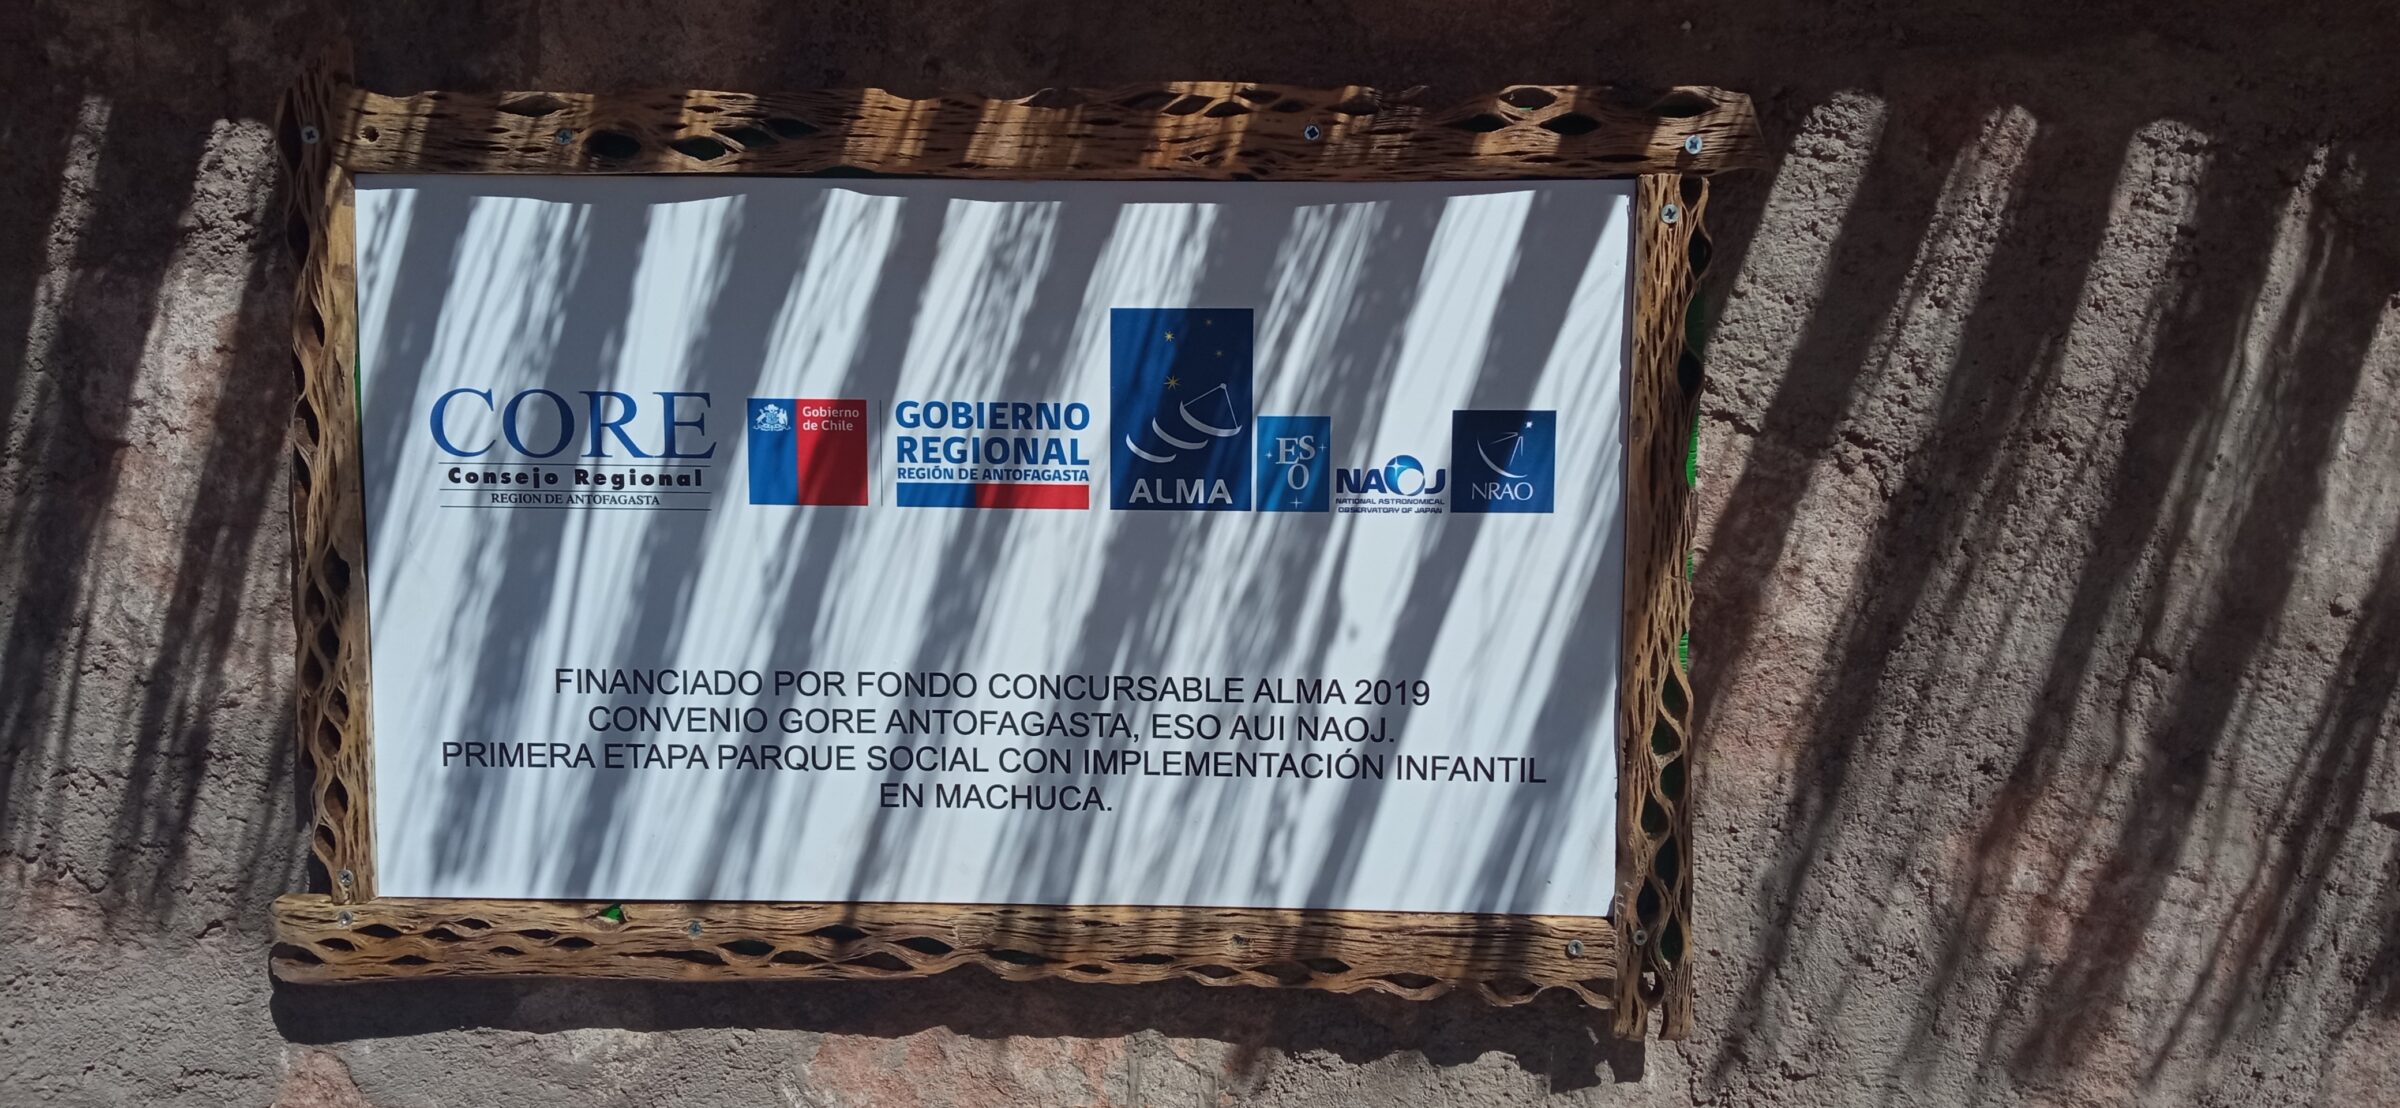 CORE
Consejo Regional
REGION DE ANTOFAGASTA
Gobierno
de Chile
GOBIERNO
REGIONAL
REGIÓN DE ANTOFAGASTA
ALMA
ES
O
NAOJ
NATIONAL ASTRONOMICAL
OBSERVATORY OF JAPAN
NRAO
FINANCIADO POR FONDO CONCURSABLE ALMA 2019
CONVENIO GORE ANTOFAGASTA, ESO AUI NAOJ.
PRIMERA ETAPA PARQUE SOCIAL CON IMPLEMENTACIÓN INFANTIL
EN MACHUCA.